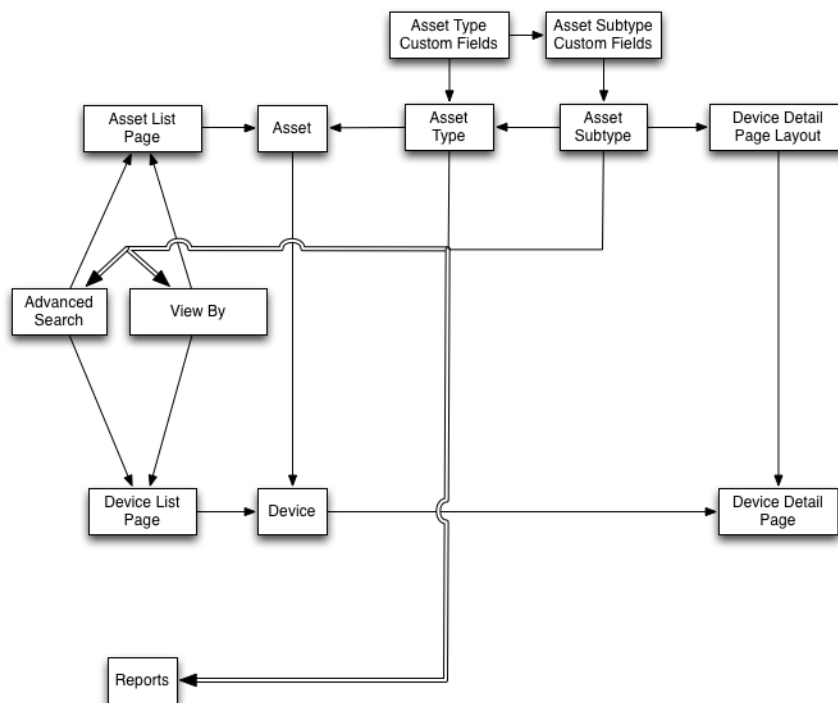 Asset Type
Custom Fields
Asset Subtype
Custom Fields
Asset List
Page
Asset
Asset
Type
Asset
Subtype
Device Detail
Page Layout
Advanced
Search
View By
Device List
Page
Device
Device Detail
Page
Reports